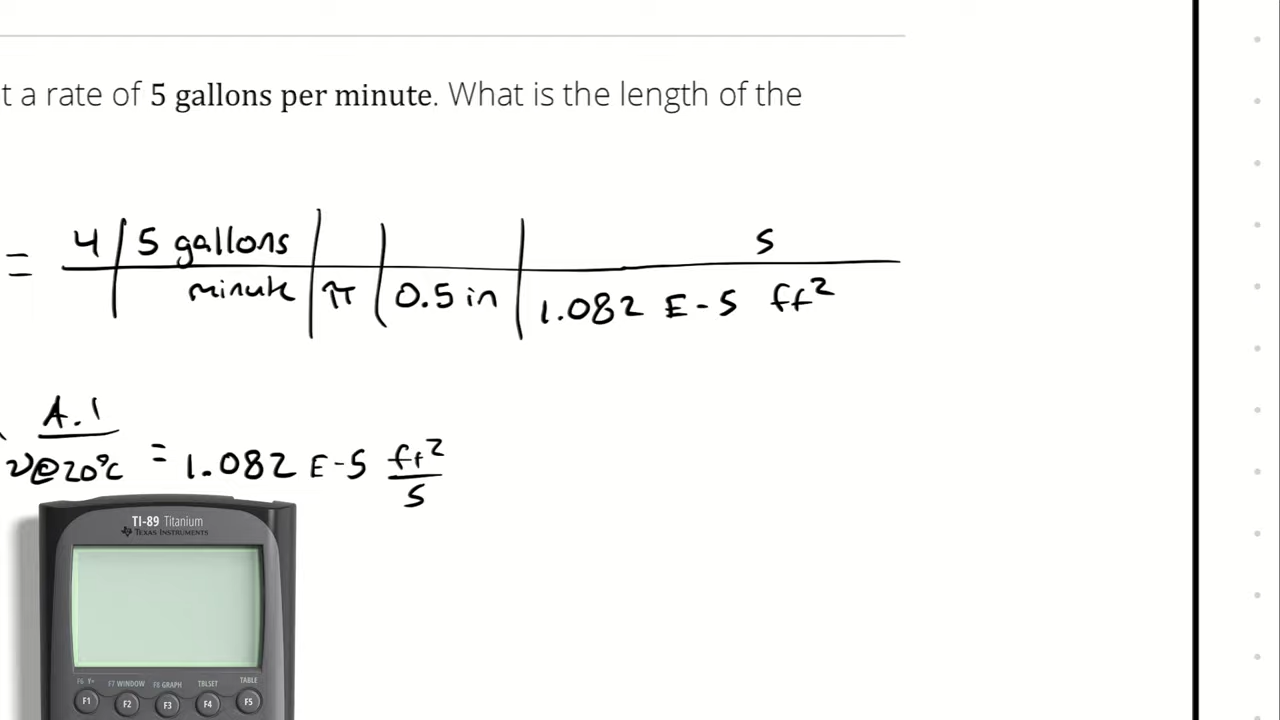 t a rate of 5 gallons per minute. What is the length of the
= 4 5 gallons s
minute π 0.5 in 1.082 E-5 ft²
A.1
ν@20°C = 1.082 E-5 ft²
s
TI-89 Titanium
TEXAS INSTRUMENTS
F6 Y= F7 WINDOW F8 GRAPH TBLSET TABLE
F1 F2 F3 F4 F5